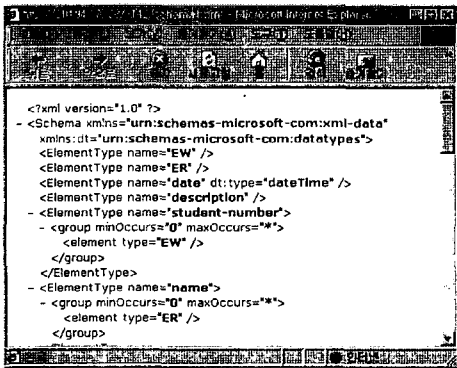 Microsoft Internet Explorer
<?xml version="1.0" ?>
- <Schema xmlns="urn:schemas-microsoft-com:xml-data"
xmlns:dt="urn:schemas-microsoft-com:datatypes">
<ElementType name="EW" />
<ElementType name="ER" />
<ElementType name="date" dt:type="dateTime" />
<ElementType name="description" />
- <ElementType name="student-number">
- <group minOccurs="0" maxOccurs="*">
<element type="EW" />
</group>
</ElementType>
- <ElementType name="name">
- <group minOccurs="0" maxOccurs="*">
<element type="ER" />
</group>